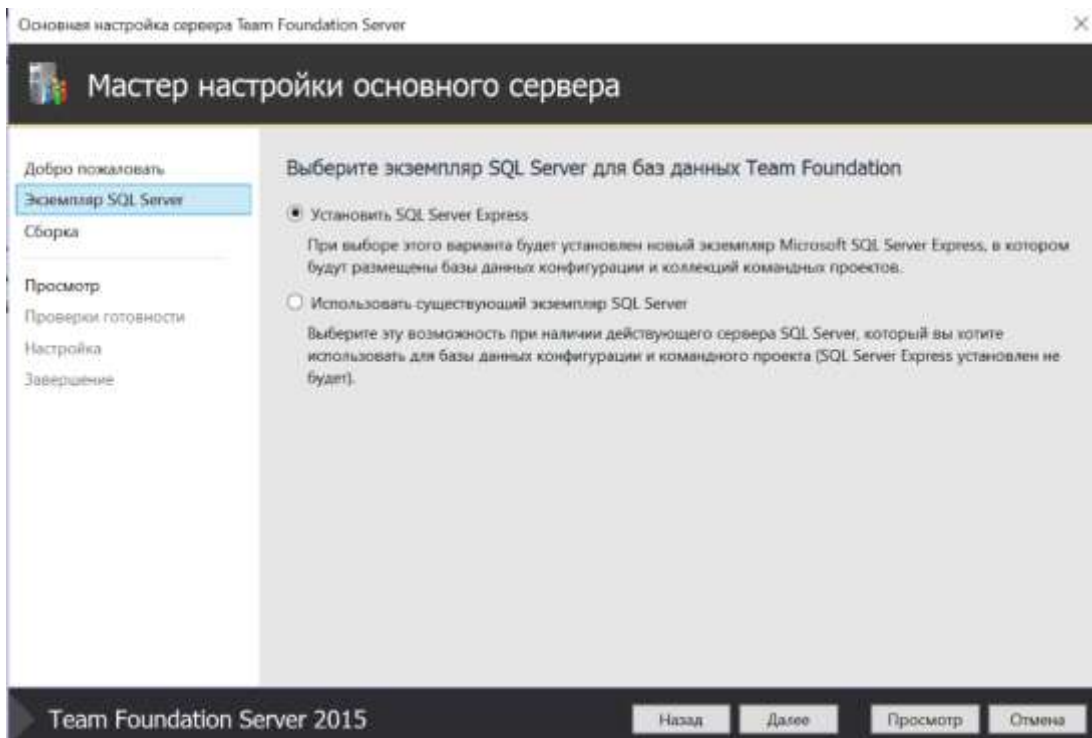 Основная настройка сервера Team Foundation Server
Мастер настройки основного сервера
Добро пожаловать
Экземпляр SQL Server
Сборка
Просмотр
Проверки готовности
Настройка
Завершение
Выберите экземпляр SQL Server для баз данных Team Foundation
Установить SQL Server Express
При выборе этого варианта будет установлен новый экземпляр Microsoft SQL Server Express, в котором
будут размещены базы данных конфигурации и коллекций командных проектов.
Использовать существующий экземпляр SQL Server
Выберите эту возможность при наличии действующего сервера SQL Server, который вы хотите
использовать для базы данных конфигурации и командного проекта (SQL Server Express установлен не
будет).
Team Foundation Server 2015
Назад
Далее
Просмотр
Отмена